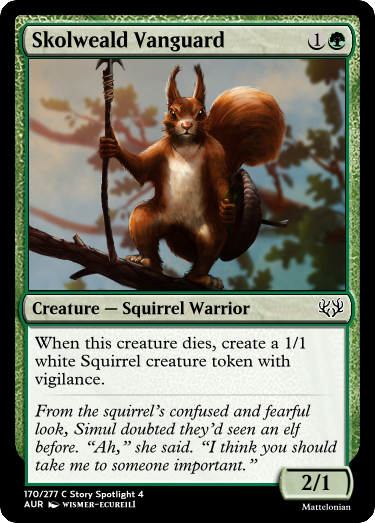 Skolweald Vanguard 1
Creature — Squirrel Warrior
When this creature dies, create a 1/1
white Squirrel creature token with
vigilance.
From the squirrel’s confused and fearful
look, Simul doubted they’d seen an elf
before. “Ah,” she said. “I think you should
take me to someone important.”
2/1
170/277 C Story Spotlight 4
AUR WISMER-ECUREIL1
Mattelonian